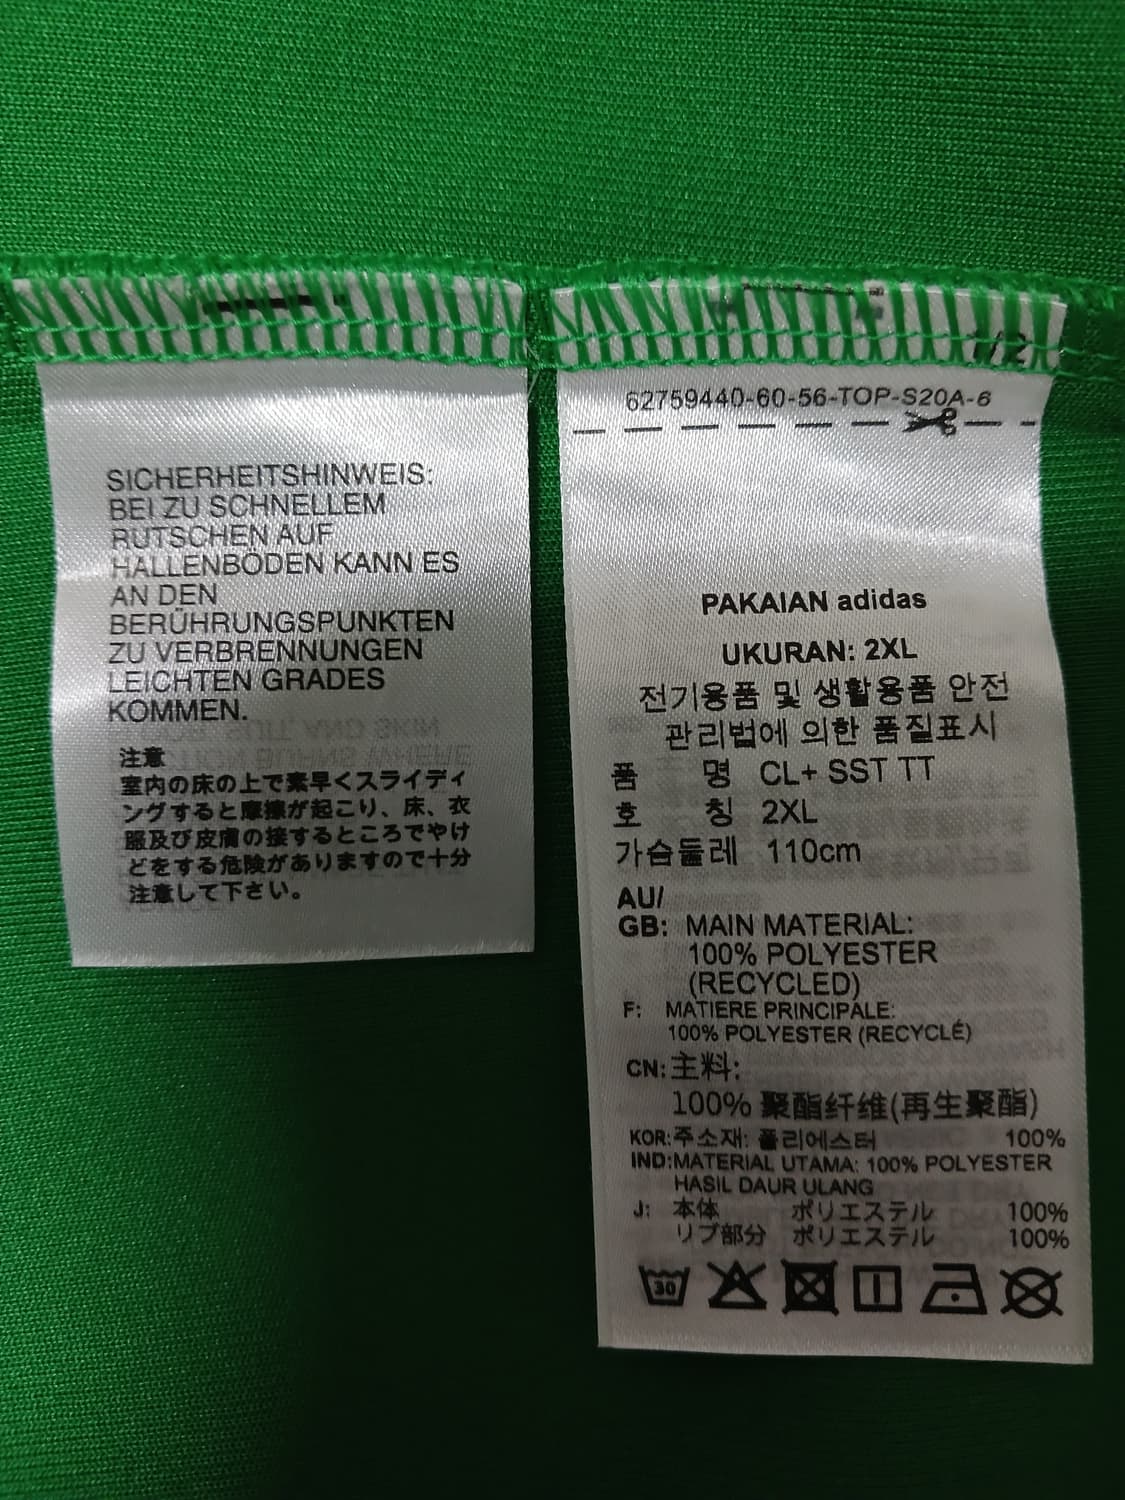 SICHERHEITSHINWEIS:
BEI ZU SCHNELLEM
RUTSCHEN AUF
HALLENBÖDEN KANN ES
AN DEN
BERÜHRUNGSPUNKTEN
ZU VERBRENNUNGEN
LEICHTEN GRADES
KOMMEN.
注意
室内の床の上で素早くスライディ
ングすると摩擦が起こり、床、衣
服及び皮膚の接するところでやけ
どをする危険がありますので十分
注意して下さい。
1/2
62759440-60-56-TOP-S20A-6
PAKAIAN adidas
UKURAN: 2XL
전기용품 및 생활용품 안전
관리법에 의한 품질표시
품 명 CL+ SST TT
호 칭 2XL
가슴둘레 110cm
AU/
GB: MAIN MATERIAL:
100% POLYESTER
(RECYCLED)
F: MATIERE PRINCIPALE:
100% POLYESTER (RECYCLÉ)
CN: 主料:
100% 聚酯纤维(再生聚酯)
KOR: 주소재: 폴리에스터 100%
IND: MATERIAL UTAMA: 100% POLYESTER
HASIL DAUR ULANG
J: 本体 ポリエステル 100%
リブ部分 ポリエステル 100%
30